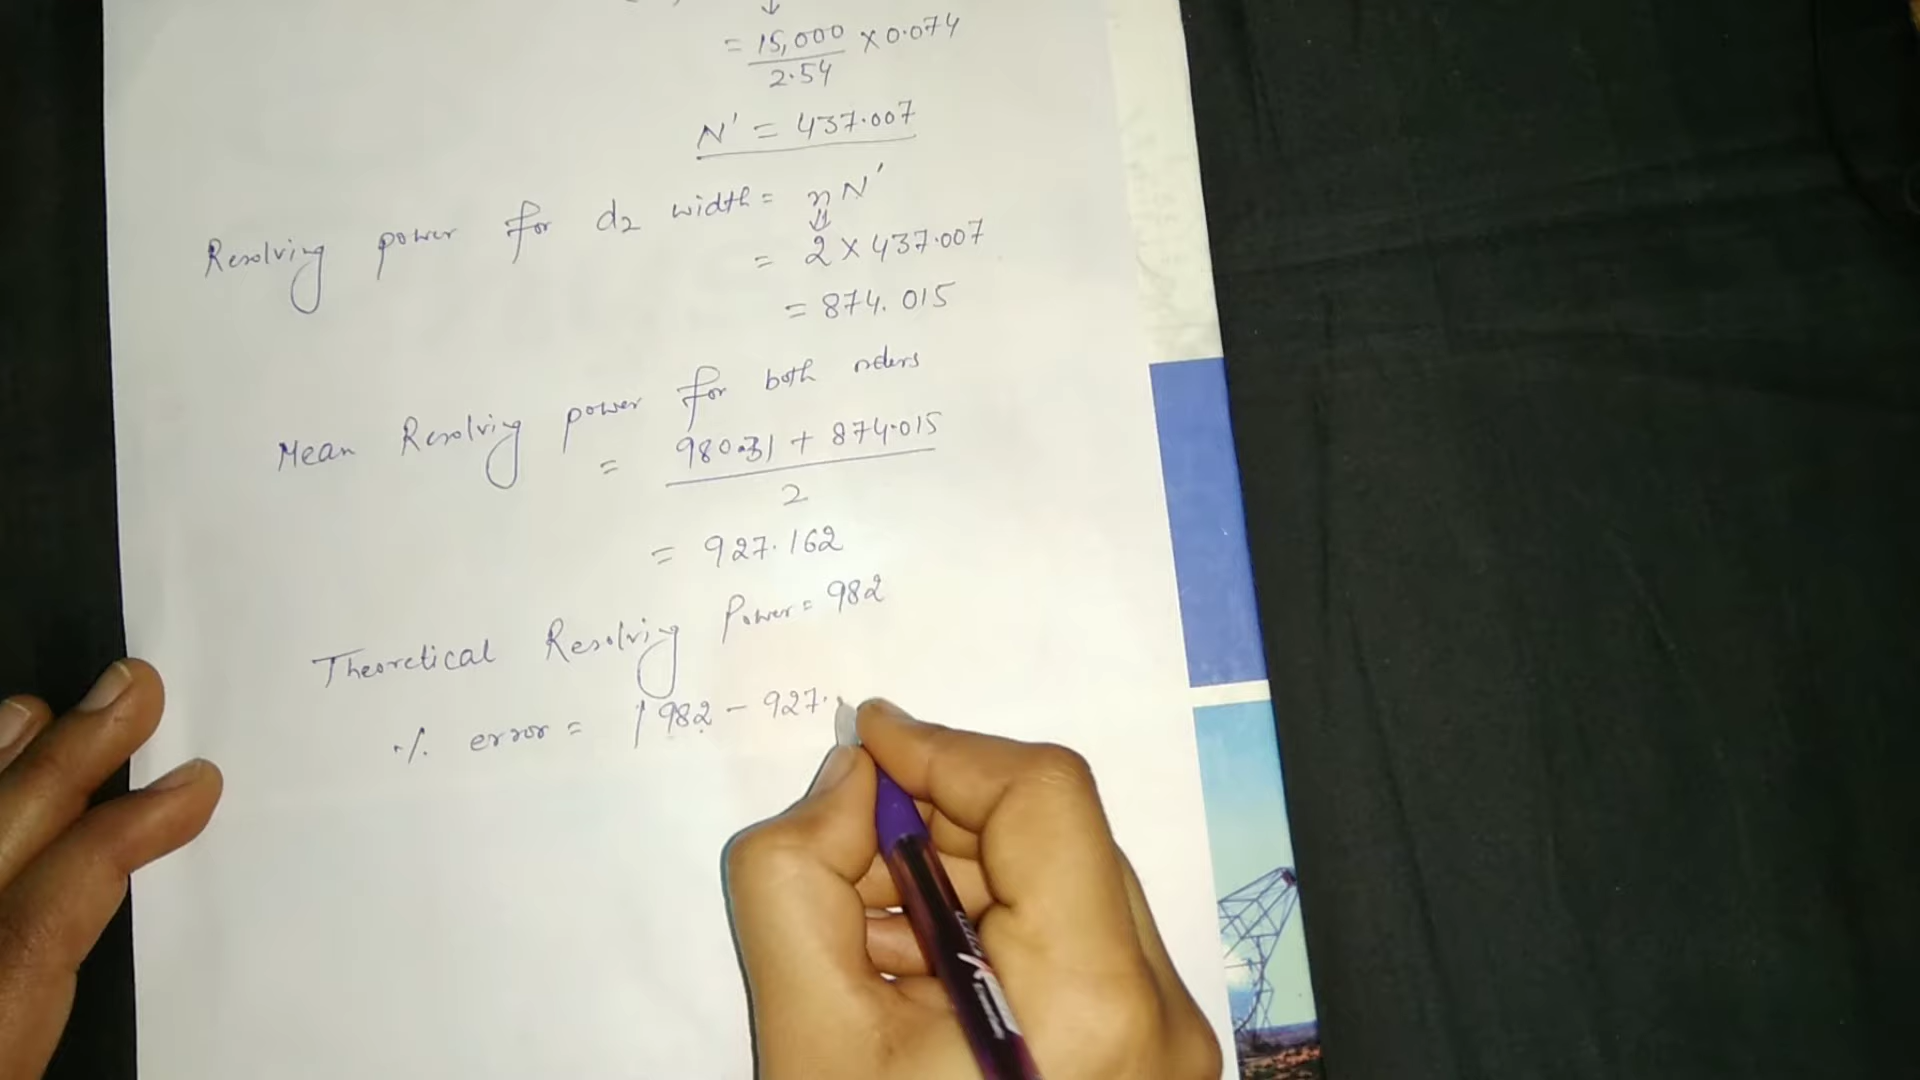 = 15,000 × 0.074
2.54
N' = 437.007
Resolving power for d2 width = nN'
= 2 × 437.007
= 874.015
Mean Resolving power for both orders
= 980.31 + 874.015
2
= 927.162
Theoretical Resolving Power = 982
% error = | 982 - 927.